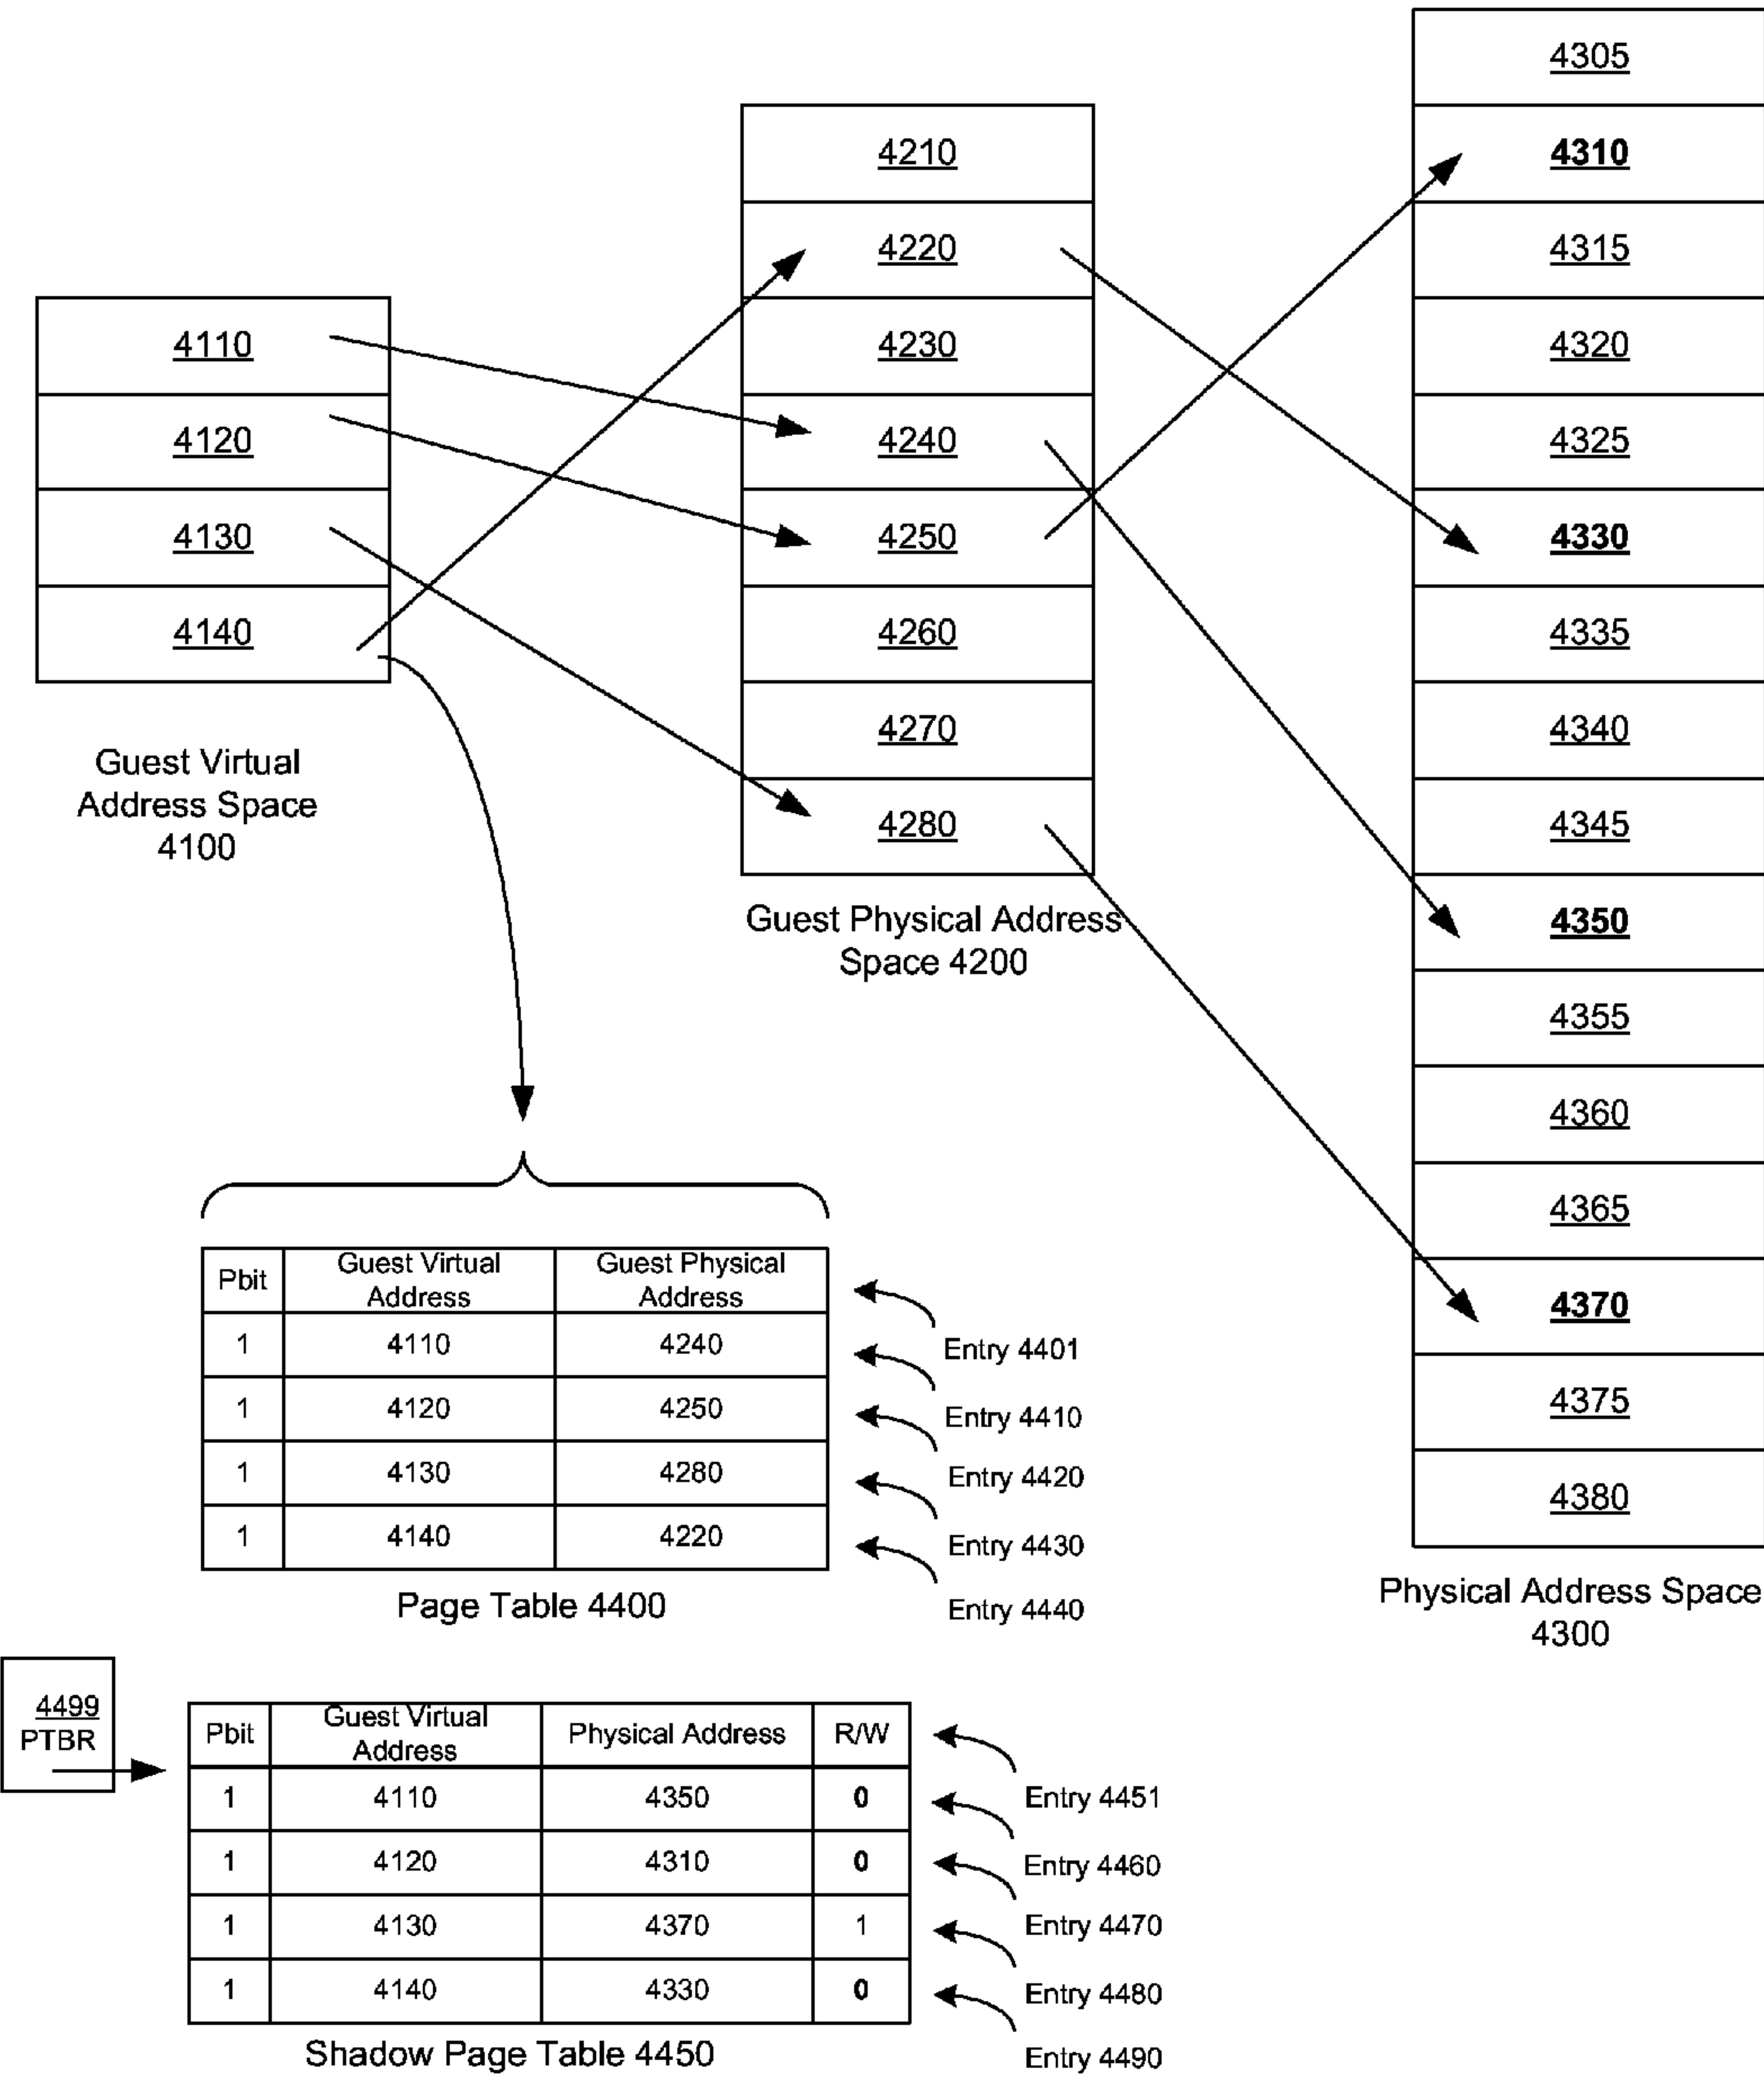 4110
4120
4130
4140
Guest Virtual
Address Space
4100
4210
4220
4230
4240
4250
4260
4270
4280
Guest Physical Address
Space 4200
4305
4310
4315
4320
4325
4330
4335
4340
4345
4350
4355
4360
4365
4370
4375
4380
Physical Address Space
4300
Pbit Guest Virtual Address Guest Physical Address
1 4110 4240
1 4120 4250
1 4130 4280
1 4140 4220
Entry 4401
Entry 4410
Entry 4420
Entry 4430
Entry 4440
Page Table 4400
4499
PTBR
Pbit Guest Virtual Address Physical Address R/W
1 4110 4350 0
1 4120 4310 0
1 4130 4370 1
1 4140 4330 0
Entry 4451
Entry 4460
Entry 4470
Entry 4480
Entry 4490
Shadow Page Table 4450